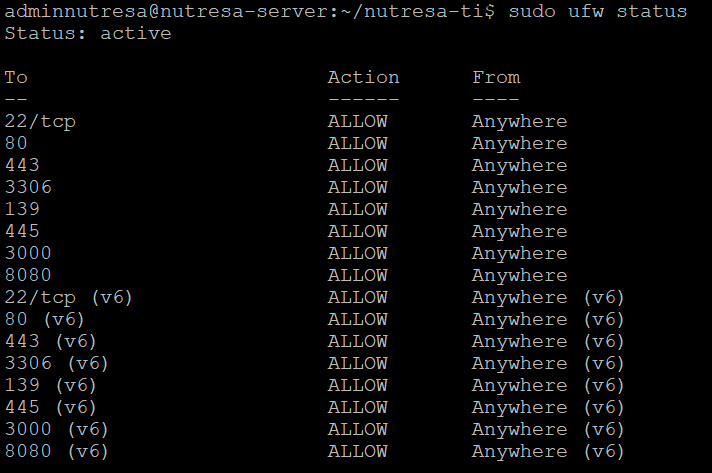 adminnutresa@nutresa-server:~/nutresa-ti$ sudo ufw status
Status: active

To                         Action      From
--                         ------      ----
22/tcp                     ALLOW       Anywhere
80                         ALLOW       Anywhere
443                        ALLOW       Anywhere
3306                       ALLOW       Anywhere
139                        ALLOW       Anywhere
445                        ALLOW       Anywhere
3000                       ALLOW       Anywhere
8080                       ALLOW       Anywhere
22/tcp (v6)                ALLOW       Anywhere (v6)
80 (v6)                    ALLOW       Anywhere (v6)
443 (v6)                   ALLOW       Anywhere (v6)
3306 (v6)                  ALLOW       Anywhere (v6)
139 (v6)                   ALLOW       Anywhere (v6)
445 (v6)                   ALLOW       Anywhere (v6)
3000 (v6)                  ALLOW       Anywhere (v6)
8080 (v6)                  ALLOW       Anywhere (v6)